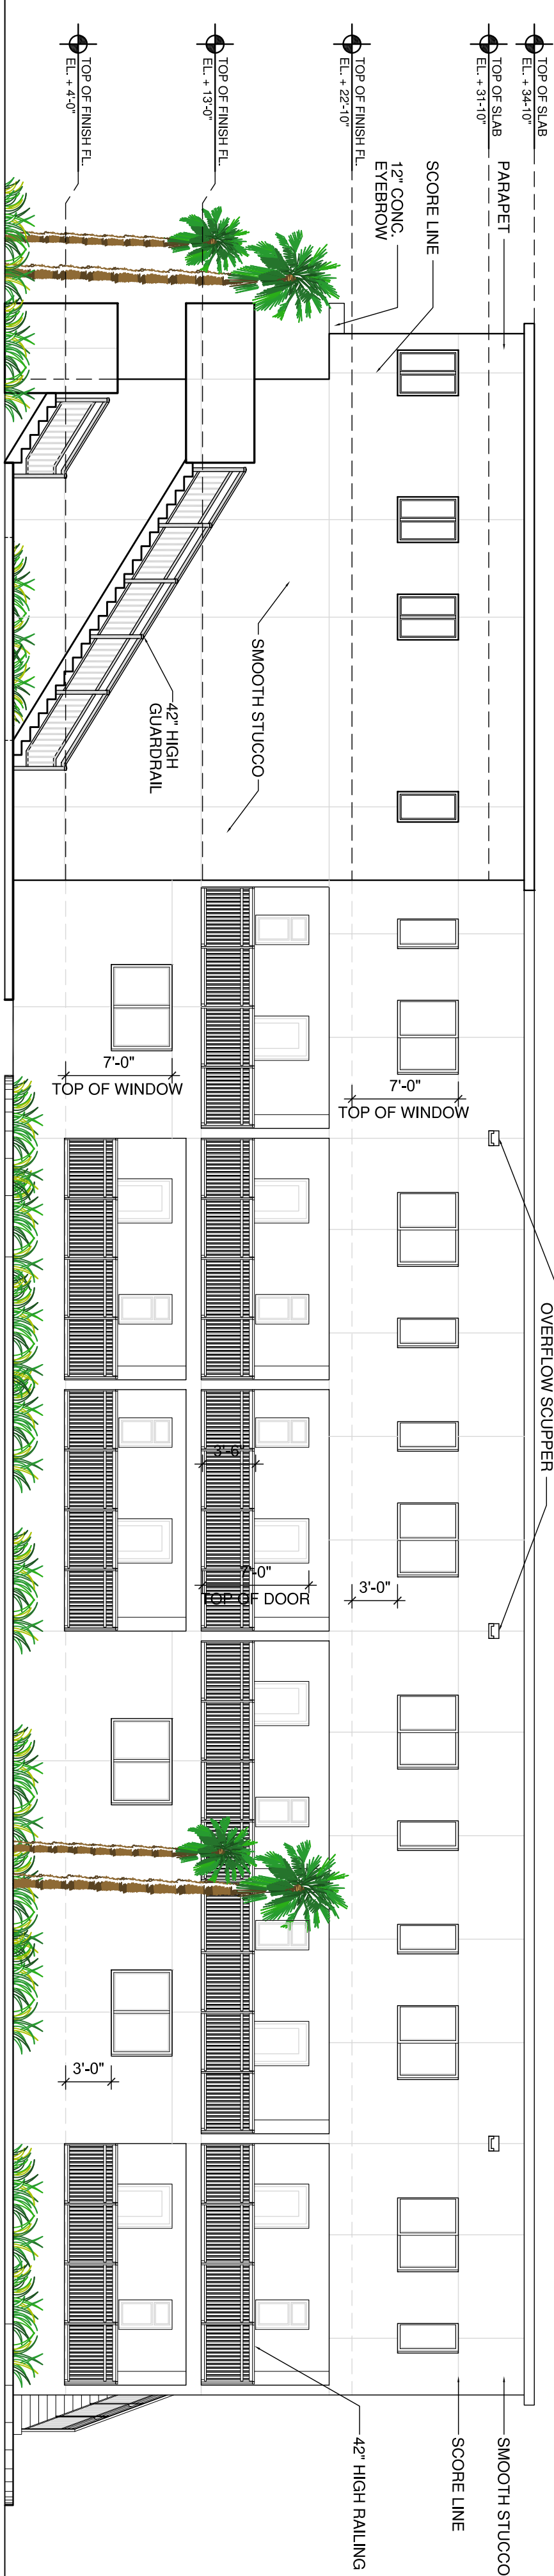 TOP OF SLAB
EL. + 34'-10"
TOP OF SLAB
EL. + 31'-10"
TOP OF FINISH FL.
EL. + 22'-10"
TOP OF FINISH FL.
EL. + 13'-0"
TOP OF FINISH FL.
EL. + 4'-0"
PARAPET
SCORE LINE
12" CONC.
EYEBROW
SMOOTH STUCCO
42" HIGH
GUARDRAIL
7'-0"
TOP OF WINDOW
7'-0"
TOP OF WINDOW
OVERFLOW SCUPPER
3'-6"
7'-0"
TOP OF DOOR
3'-0"
3'-0"
SMOOTH STUCCO
SCORE LINE
42" HIGH RAILING